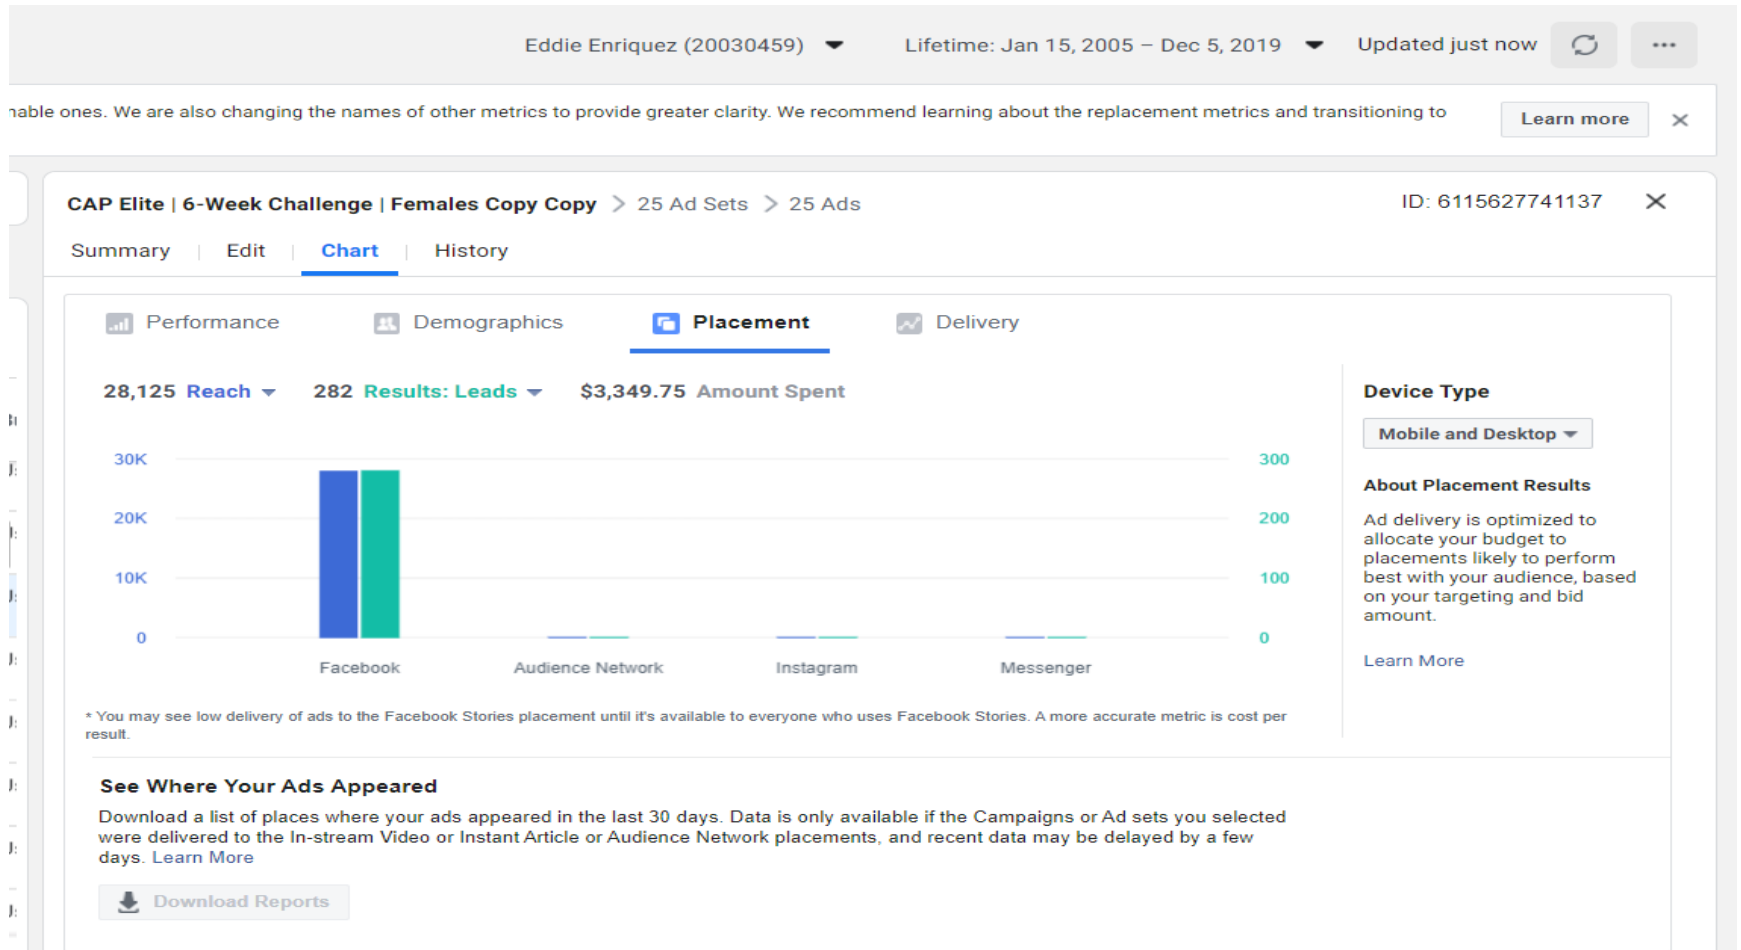 Eddie Enriquez (20030459) Lifetime: Jan 15, 2005 – Dec 5, 2019 Updated just now
ones. We are also changing the names of other metrics to provide greater clarity. We recommend learning about the replacement metrics and transitioning to Learn more
CAP Elite | 6-Week Challenge | Females Copy Copy > 25 Ad Sets > 25 Ads ID: 6115627741137
Summary | Edit | Chart | History
Performance Demographics Placement Delivery
28,125 Reach 282 Results: Leads $3,349.75 Amount Spent
30K
20K
10K
0
300
200
100
0
Facebook Audience Network Instagram Messenger
* You may see low delivery of ads to the Facebook Stories placement until it's available to everyone who uses Facebook Stories. A more accurate metric is cost per
result.
Device Type
Mobile and Desktop
About Placement Results
Ad delivery is optimized to
allocate your budget to
placements likely to perform
best with your audience, based
on your targeting and bid
amount.
Learn More
See Where Your Ads Appeared
Download a list of places where your ads appeared in the last 30 days. Data is only available if the Campaigns or Ad sets you selected
were delivered to the In-stream Video or Instant Article or Audience Network placements, and recent data may be delayed by a few
days. Learn More
Download Reports